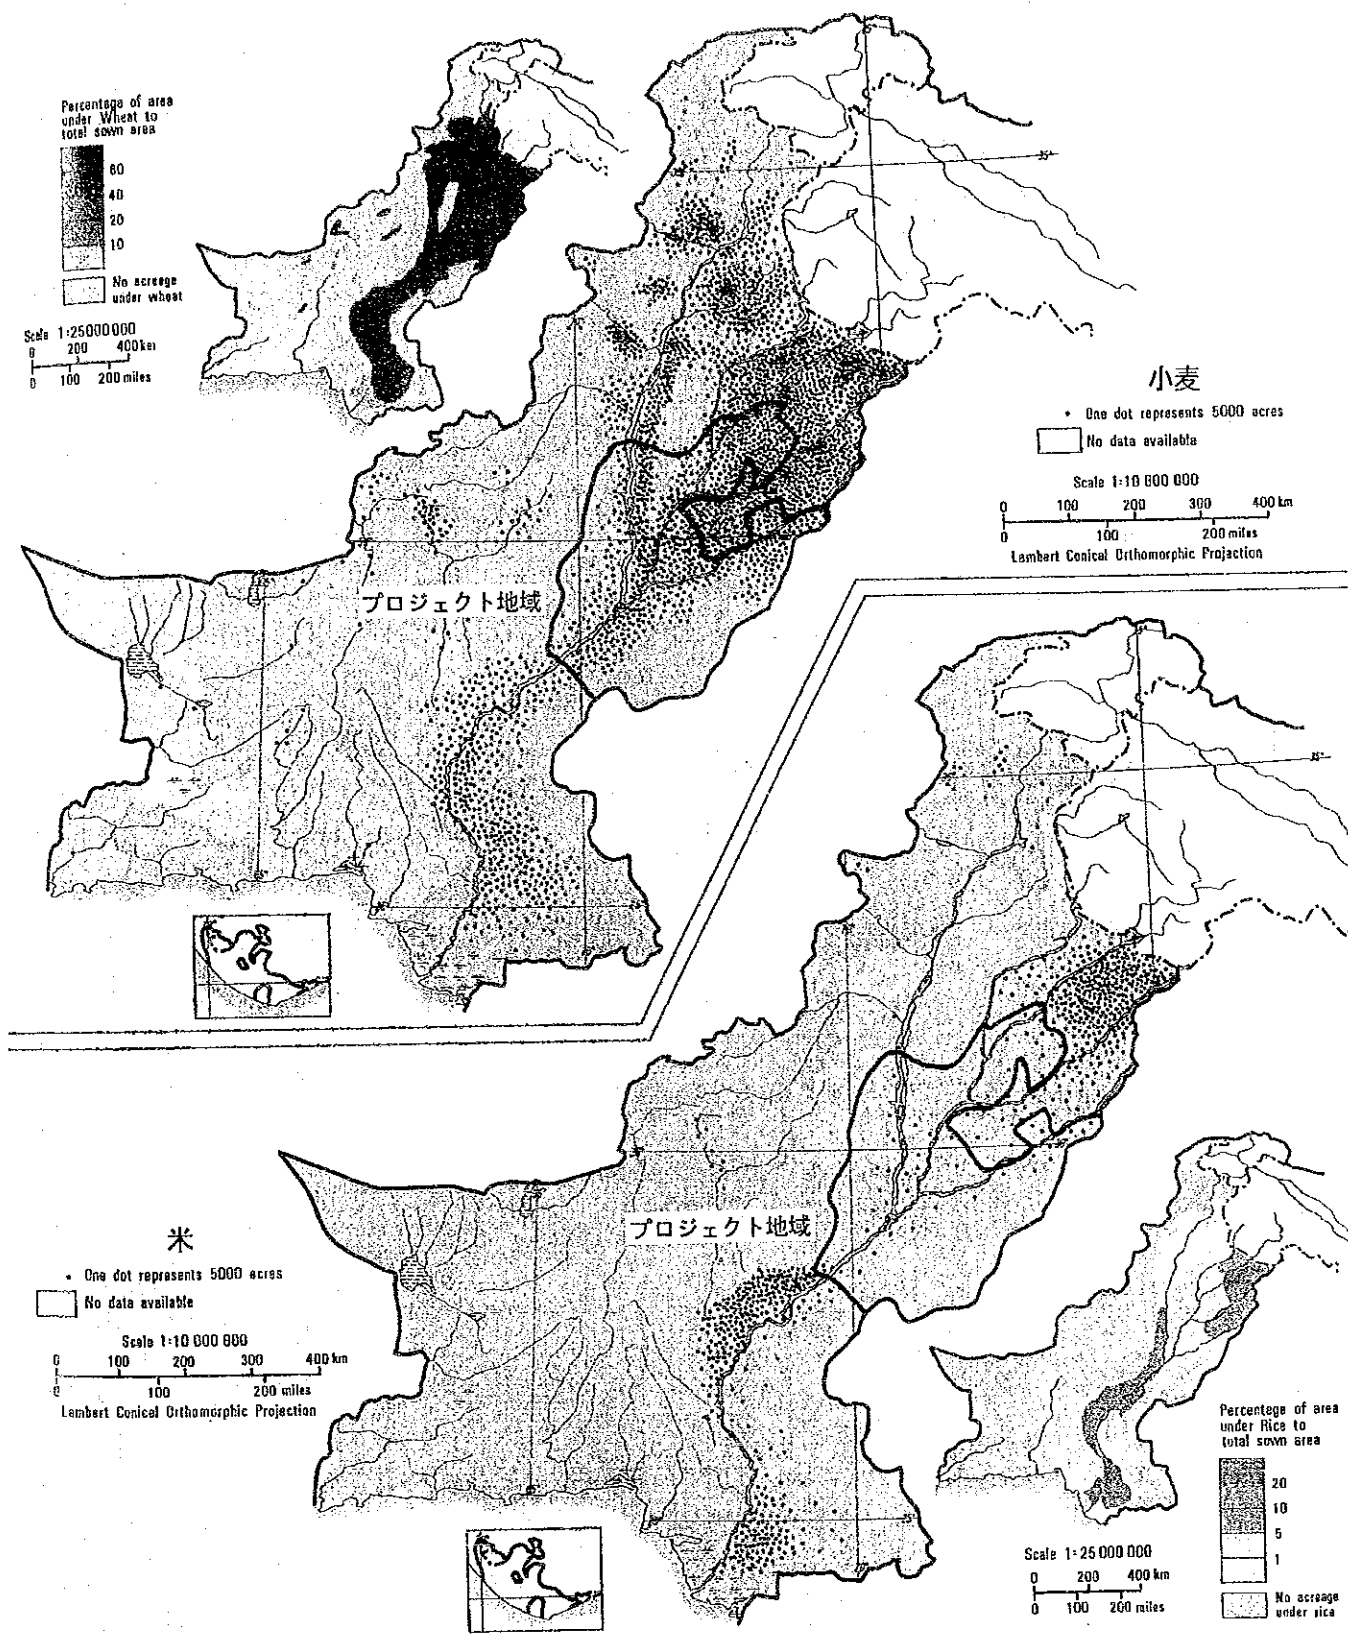 Percentage of area
under Wheat to
total sown area
60
40
20
10
No acreage
under wheat
Scale 1:25000000
0 200 400km
0 100 200 miles
35°
小麦
One dot represents 5000 acres
No data available
Scale 1:10 000 000
0 100 200 300 400 km
0 100 200 miles
Lambert Conical Orthomorphic Projection
プロジェクト地域
35°
プロジェクト地域
米
One dot represents 5000 acres
No data available
Scale 1:10 000 000
0 100 200 300 400 km
0 100 200 miles
Lambert Conical Orthomorphic Projection
Percentage of area
under Rice to
total sown area
20
10
5
1
No acreage
under rice
Scale 1:25 000 000
0 200 400 km
0 100 200 miles